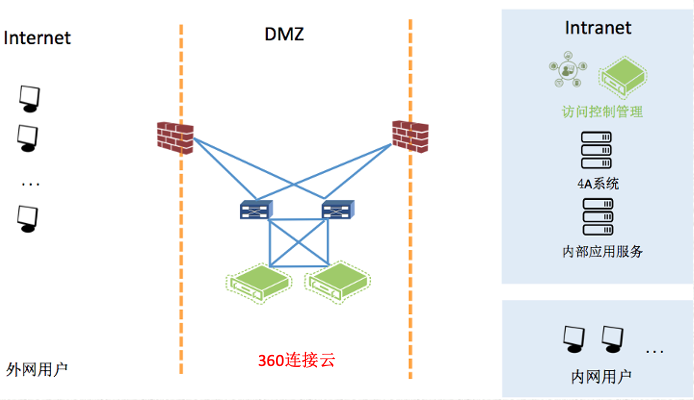 Internet
DMZ
Intranet
访问控制管理
4A系统
...
内部应用服务
360连接云
外网用户
...
内网用户